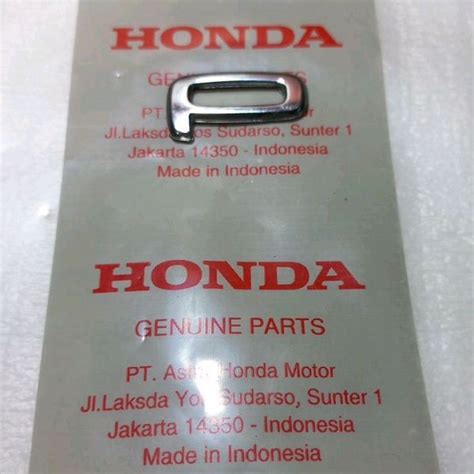 HONDA
PT.
Jl.Laksda Yos Sudarso, Sunter 1
Jakarta 14350 - Indonesia
Made in Indonesia
HONDA
GENUINE PARTS
PT. Astra Honda Motor
Jl.Laksda Yos Sudarso, Sunter 1
Jakarta 14350 - Indonesia
Made in Indonesia